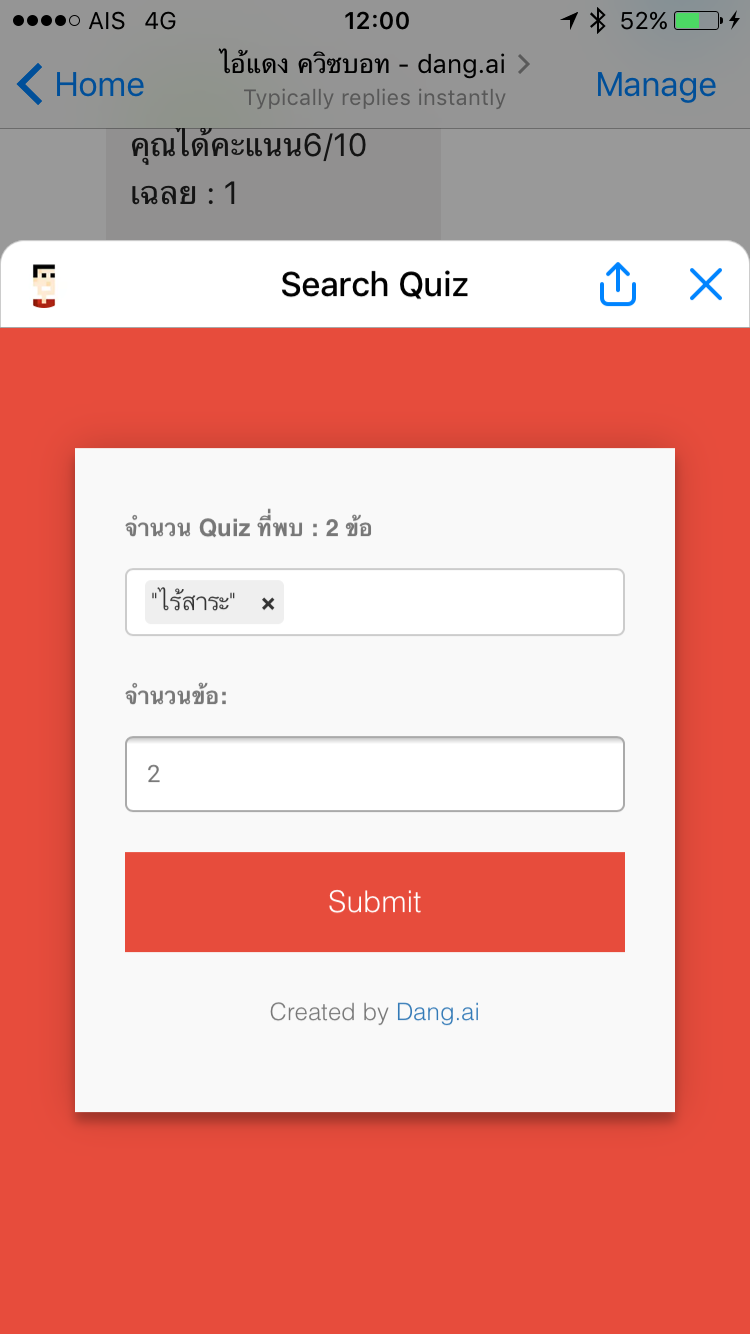 AIS 4G 12:00 52%
Home ไอ้แดง ควิซบอท - dang.ai Manage
Typically replies instantly
คุณได้คะแนน6/10
เฉลย : 1
Search Quiz
จำนวน Quiz ที่พบ : 2 ข้อ
"ไร้สาระ" ×
จำนวนข้อ:
2
Submit
Created by Dang.ai